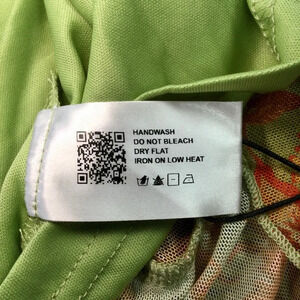 HANDWASH
DO NOT BLEACH
DRY FLAT
IRON ON LOW HEAT